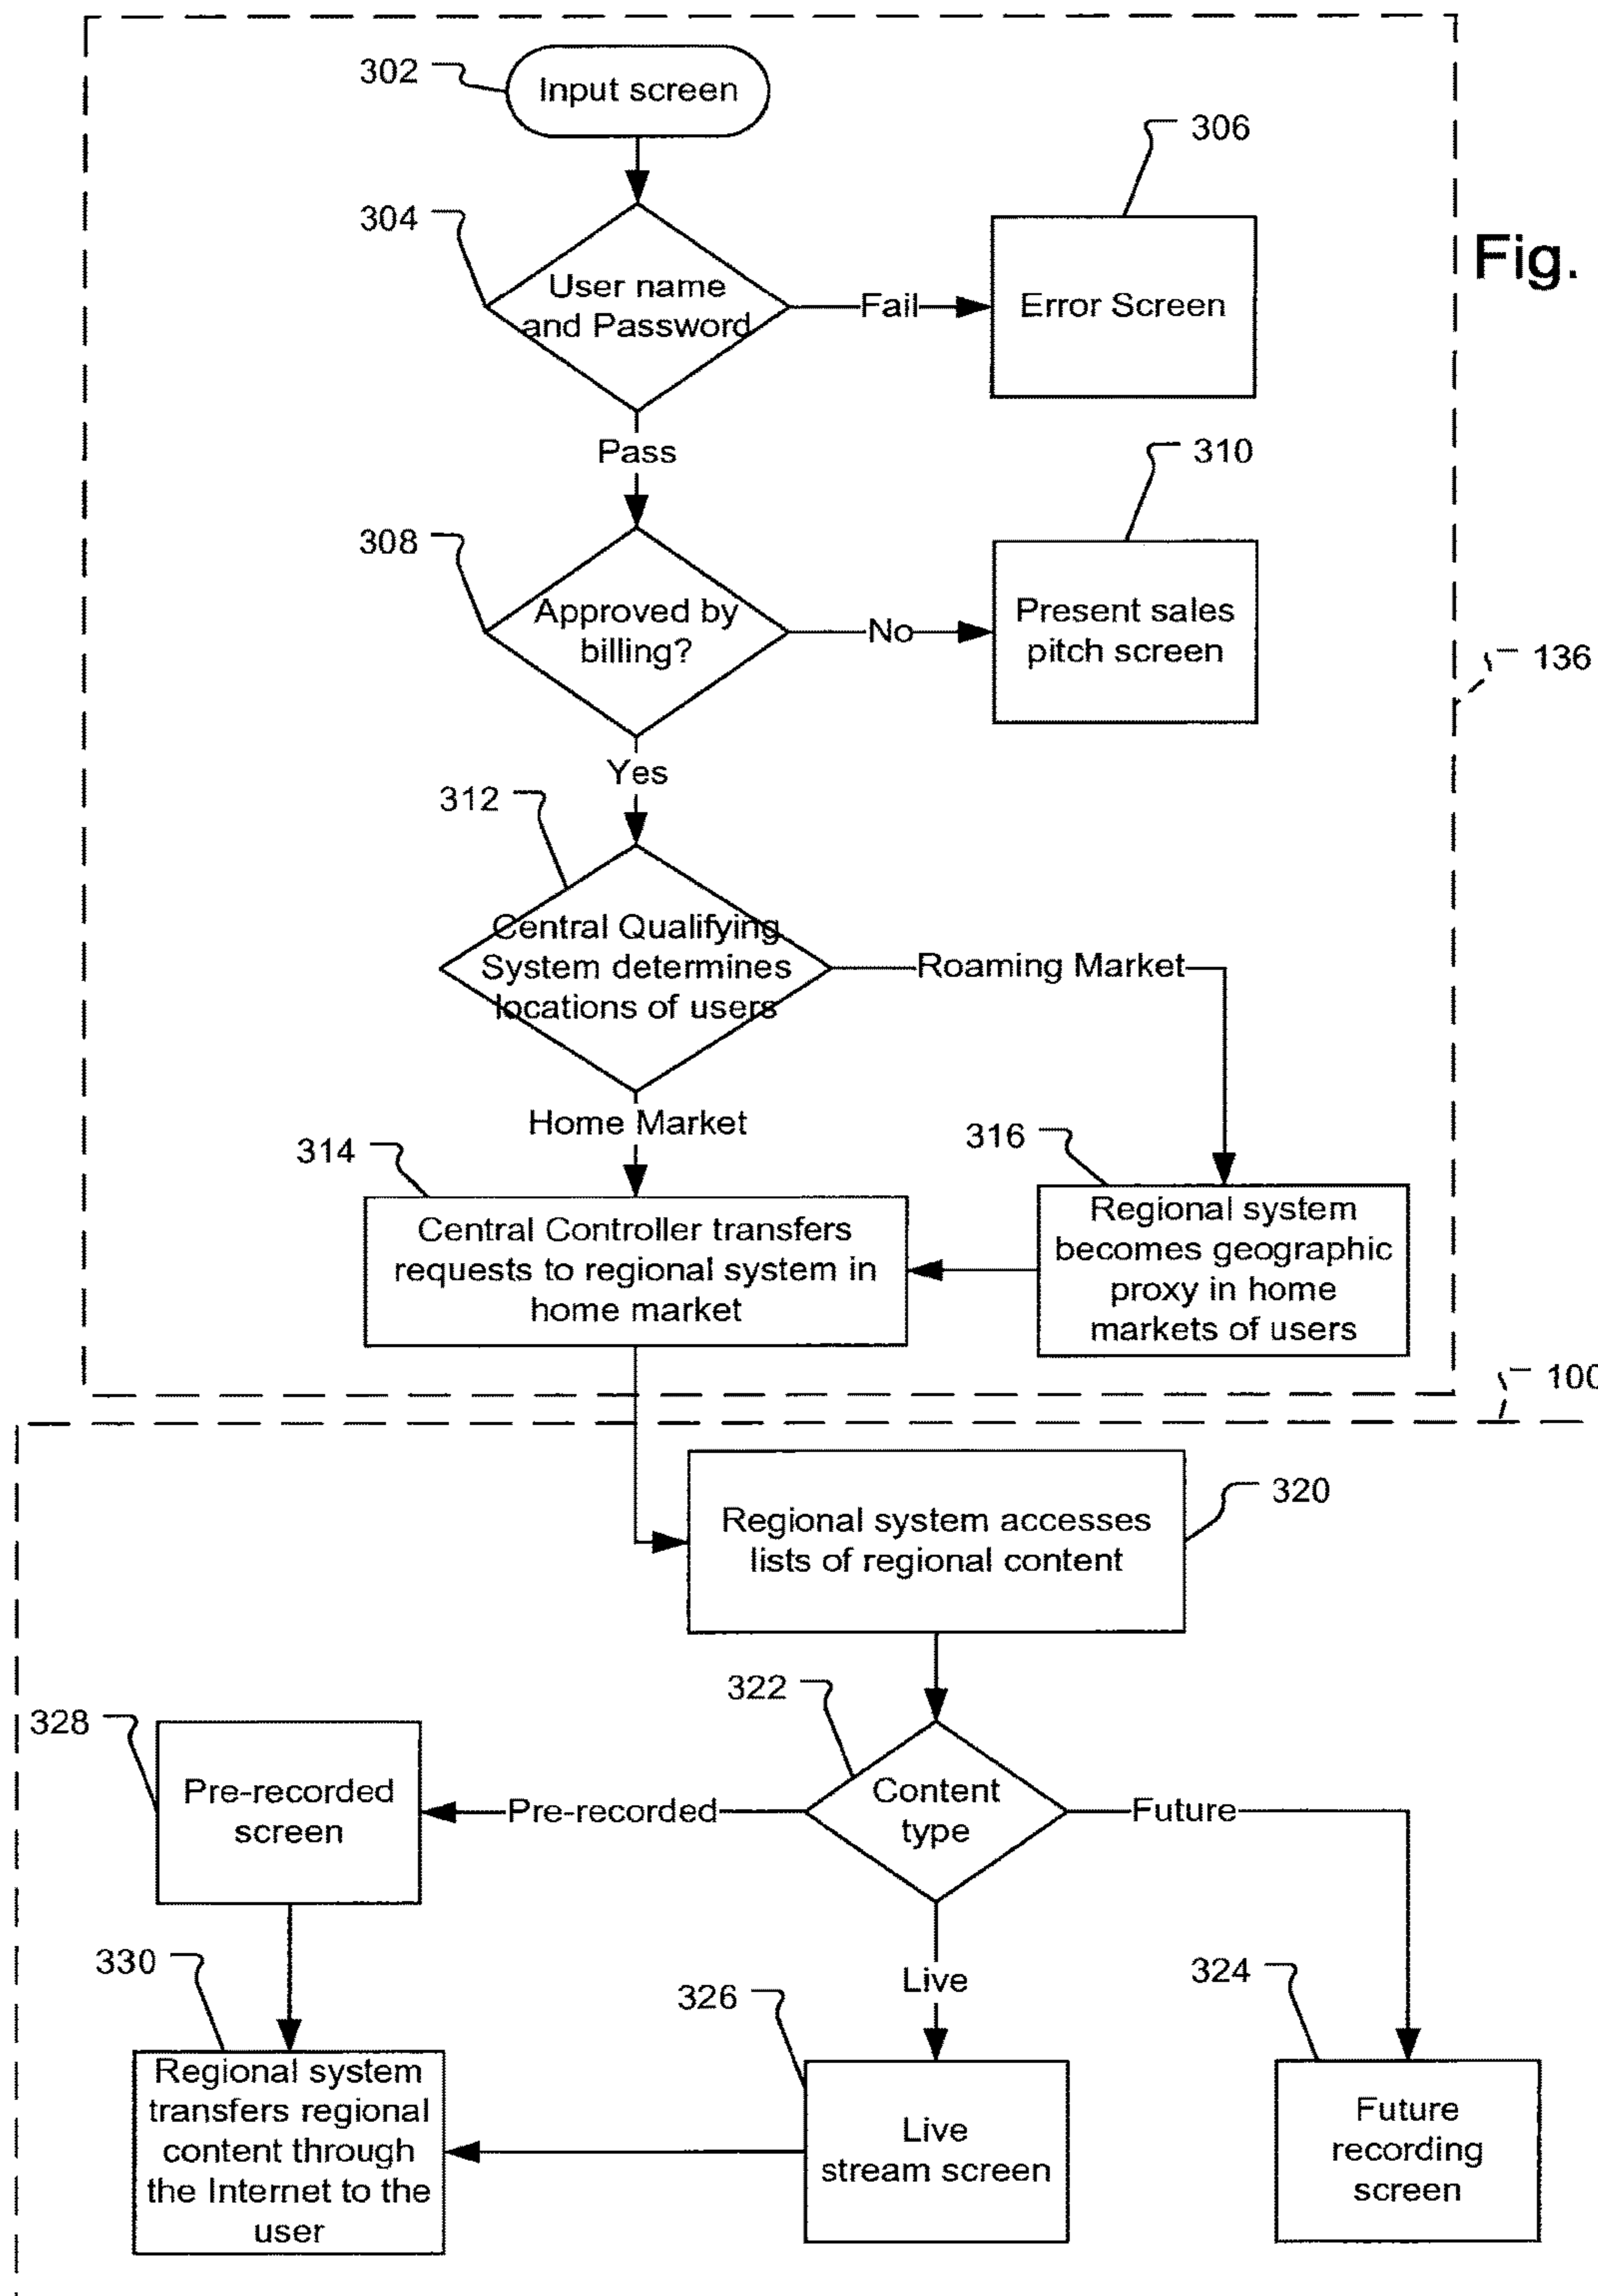 302
Input screen
306
304
Fig.
User name
and Password
Fail
Error Screen
Pass
310
308
Approved by
billing?
No
Present sales
pitch screen
136
Yes
312
Central Qualifying
System determines
locations of users
Roaming Market
Home Market
314
316
Central Controller transfers
requests to regional system in
home market
Regional system
becomes geographic
proxy in home
markets of users
100
320
Regional system accesses
lists of regional content
322
328
Pre-recorded
screen
Pre-recorded
Content
type
Future
330
Live
324
326
Regional system
transfers regional
content through
the Internet to the
user
Live
stream screen
Future
recording
screen